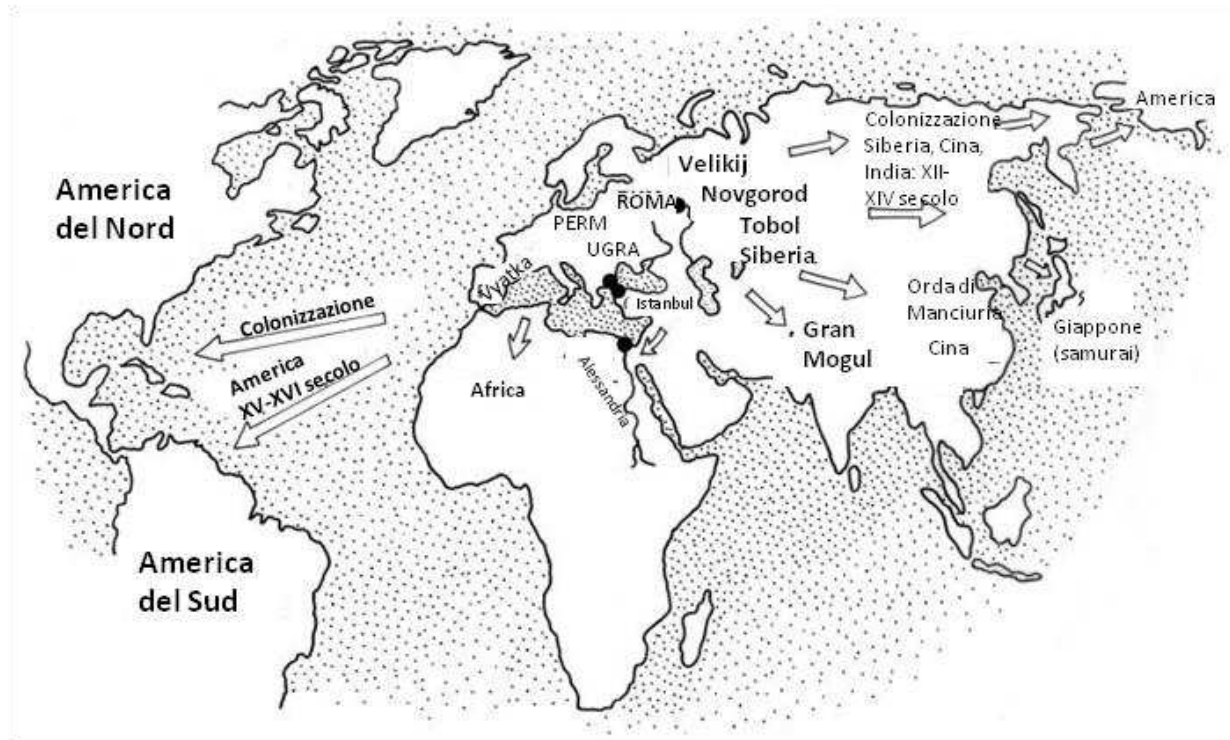 America
del Nord
Colonizzazione
America
XV-XVI secolo
America
del Sud
Velikij
Novgorod
ROMA
Tobol
Siberia
PERM
UGRA
Vyatka
Istanbul
Africa
Alessandria
Colonizzazione
Siberia, Cina,
India: XII-
XIV secolo
America
Orda di
Manciuria
Cina
Giappone
(samurai)
Gran
Mogul